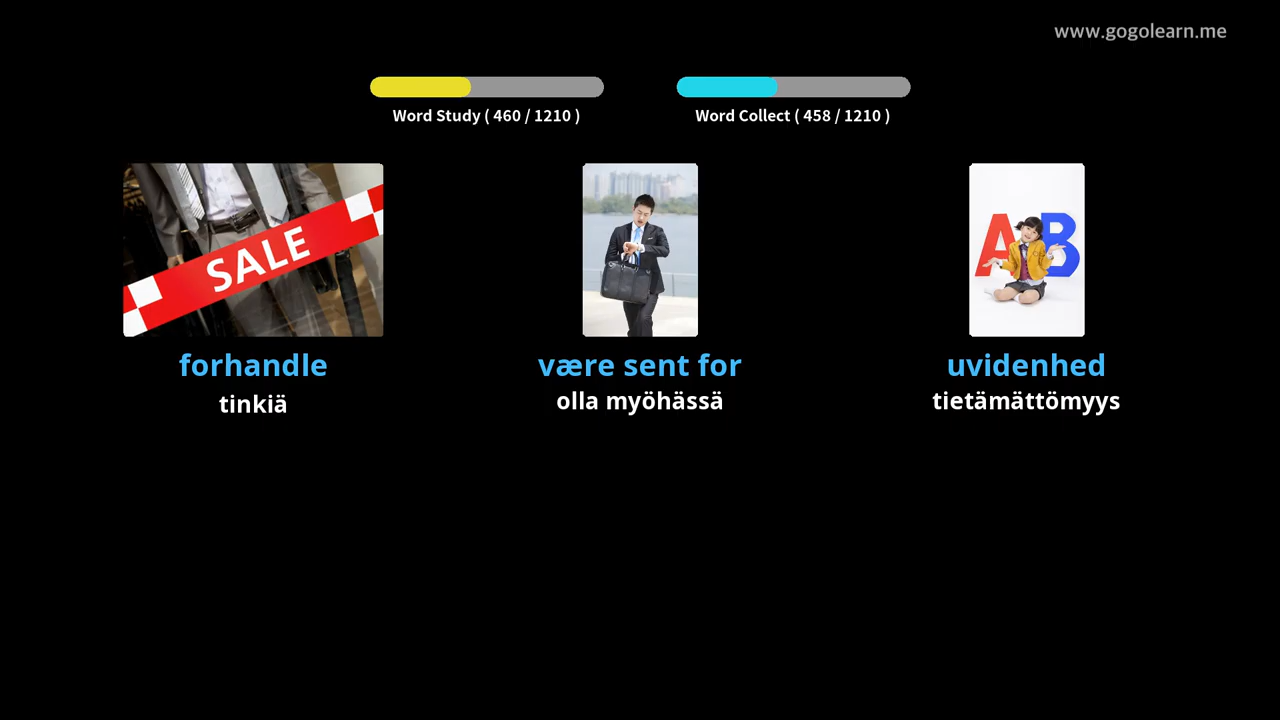 www.gogolearn.me
Word Study ( 460 / 1210 )
Word Collect ( 458 / 1210 )
SALE
A B
forhandle
være sent for
uvidenhed
tinkiä
olla myöhässä
tietämättömyys